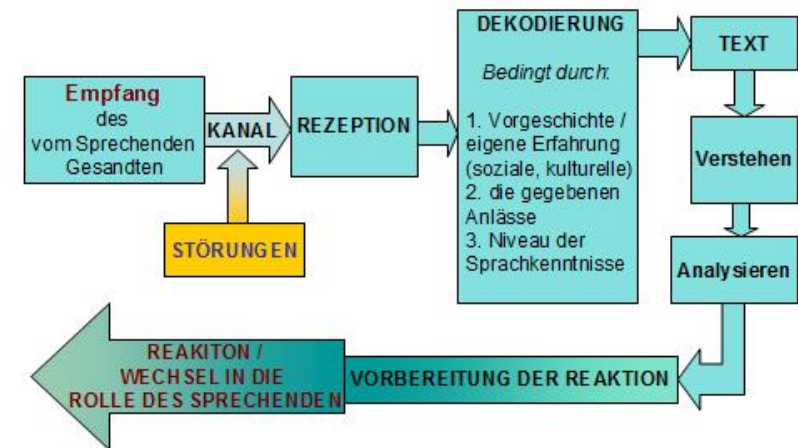 Empfang
des
vom Sprechenden
Gesandten
KANAL
STÖRUNGEN
REZEPTION
DEKODIERUNG
Bedingt durch:
1. Vorgeschichte /
eigene Erfahrung
(soziale, kulturelle)
2. die gegebenen
Anlässe
3. Niveau der
Sprachkenntnisse
TEXT
Verstehen
Analysieren
VORBEREITUNG DER REAKTION
REAKITON /
WECHSEL IN DIE
ROLLE DES SPRECHENDEN